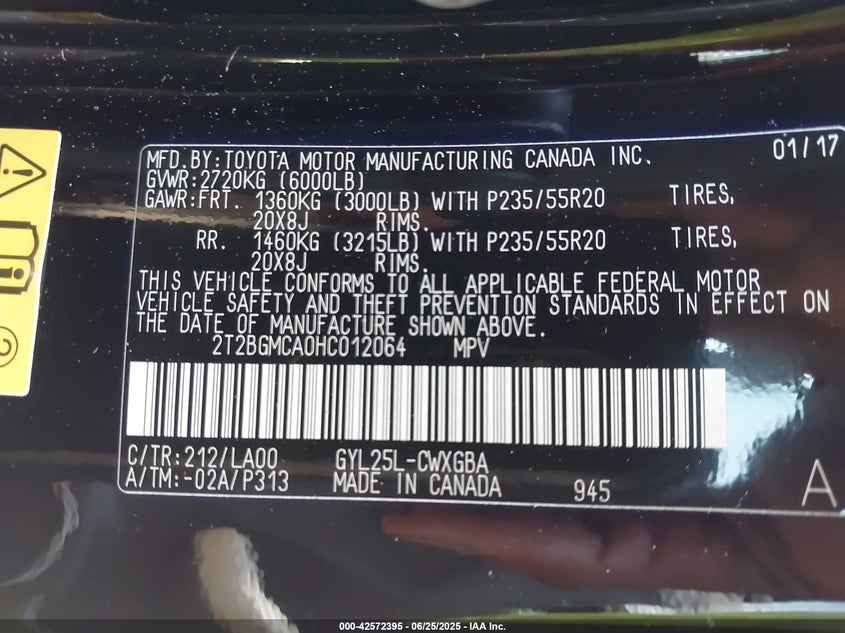 MFD.BY:TOYOTA MOTOR MANUFACTURING CANADA INC. 01/17
GVWR:2720KG (6000LB)
GAWR:FRT. 1360KG (3000LB) WITH P235/55R20 TIRES,
20X8J RIMS.
RR. 1460KG (3215LB) WITH P235/55R20 TIRES,
20X8J RIMS.
THIS VEHICLE CONFORMS TO ALL APPLICABLE FEDERAL MOTOR
VEHICLE SAFETY AND THEFT PREVENTION STANDARDS IN EFFECT ON
THE DATE OF MANUFACTURE SHOWN ABOVE.
2T2BGMCA0HC012064 MPV
C/TR:212/LA00 GYL25L-CWXGBA
A/TM:-02A/P313 MADE IN CANADA 945 A
000-42572395 - 06/25/2025 - IAA Inc.